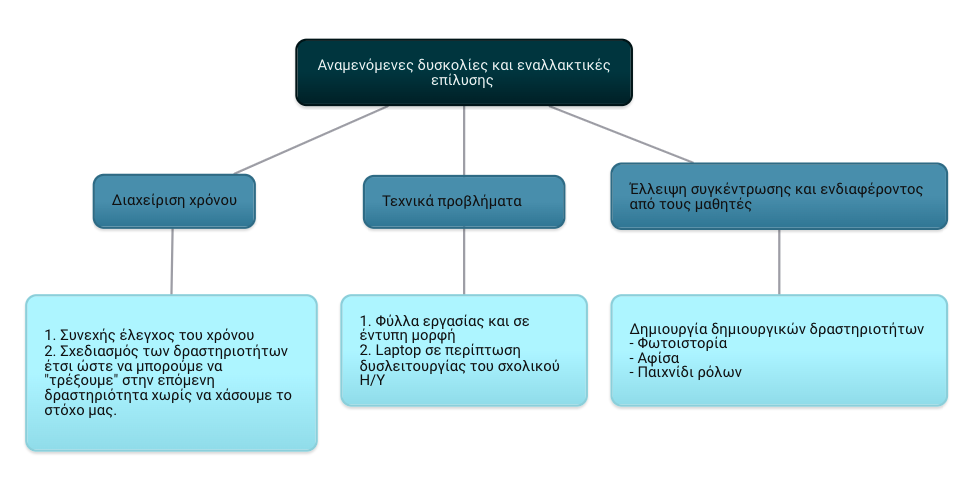 Αναμενόμενες δυσκολίες και εναλλακτικές
επίλυσης
Διαχείριση χρόνου
Τεχνικά προβλήματα
Έλλειψη συγκέντρωσης και ενδιαφέροντος
από τους μαθητές
1. Συνεχής έλεγχος του χρόνου
2. Σχεδιασμός των δραστηριοτήτων
έτσι ώστε να μπορούμε να
"τρέξουμε" στην επόμενη
δραστηριότητα χωρίς να χάσουμε το
στόχο μας.
1. Φύλλα εργασίας και σε
έντυπη μορφή
2. Laptop σε περίπτωση
δυσλειτουργίας του σχολικού
Η/Υ
Δημιουργία δημιουργικών δραστηριοτήτων
- Φωτοιστορία
- Αφίσα
- Παιχνίδι ρόλων